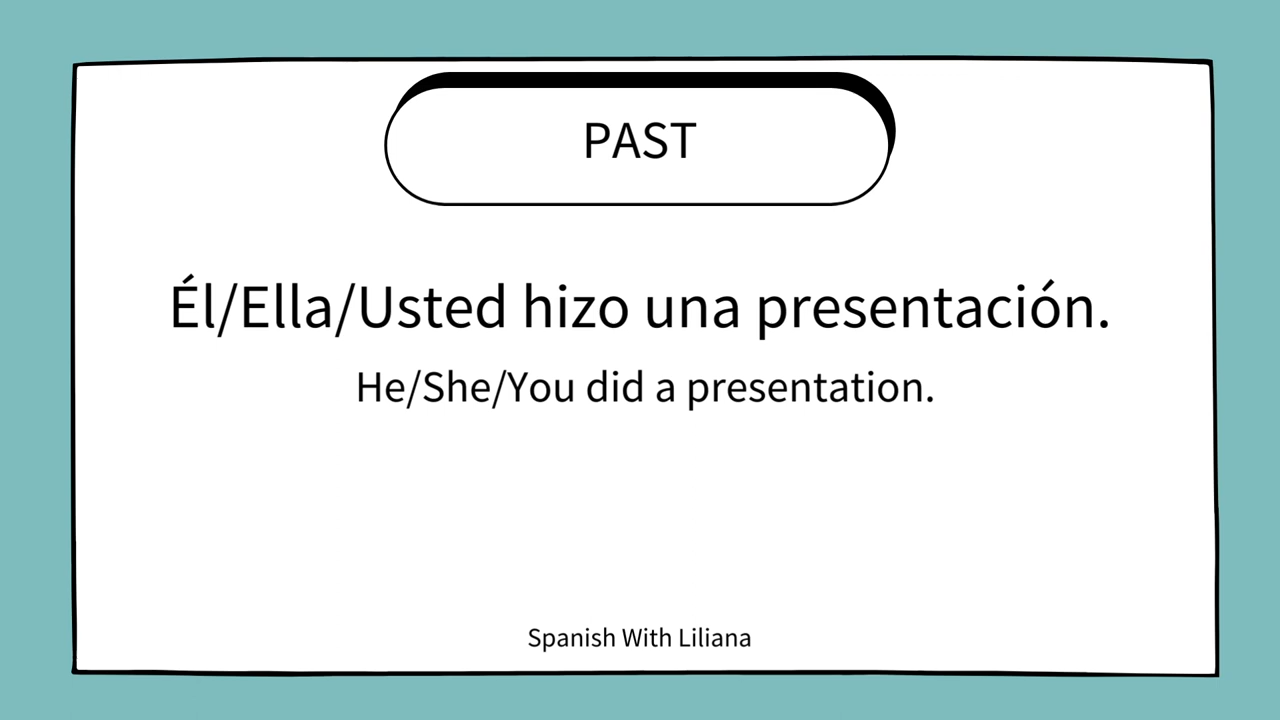 PAST
Él/Ella/Usted hizo una presentación.
He/She/You did a presentation.
Spanish With Liliana